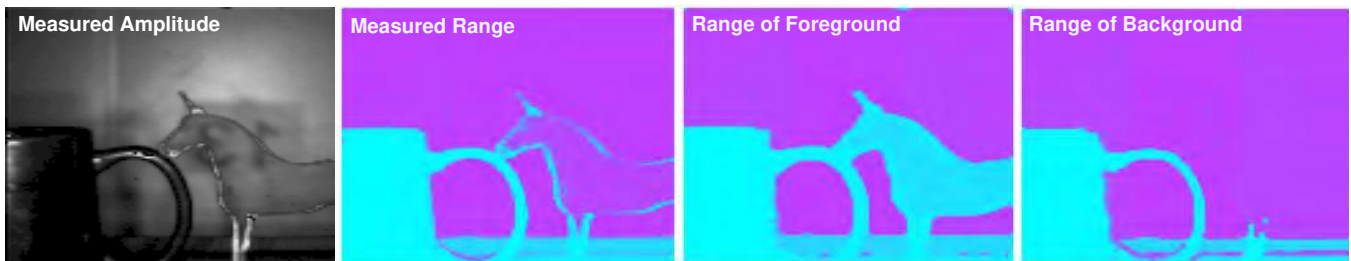 Measured Amplitude
Measured Range
Range of Foreground
Range of Background